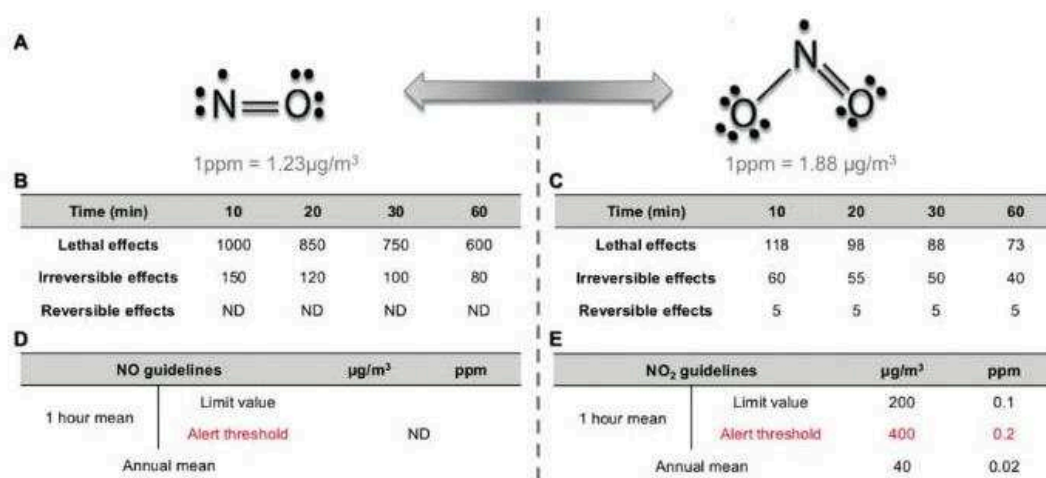 A
N=O
N
O O
1ppm = 1.23µg/m³
1ppm = 1.88 µg/m³
B
Time (min) 10 20 30 60
Lethal effects 1000 850 750 600
Irreversible effects 150 120 100 80
Reversible effects ND ND ND ND
C
Time (min) 10 20 30 60
Lethal effects 118 98 88 73
Irreversible effects 60 55 50 40
Reversible effects 5 5 5 5
D
NO guidelines µg/m³ ppm
1 hour mean
Limit value
Alert threshold
ND
Annual mean
E
NO₂ guidelines µg/m³ ppm
1 hour mean
Limit value 200 0.1
Alert threshold 400 0.2
Annual mean 40 0.02